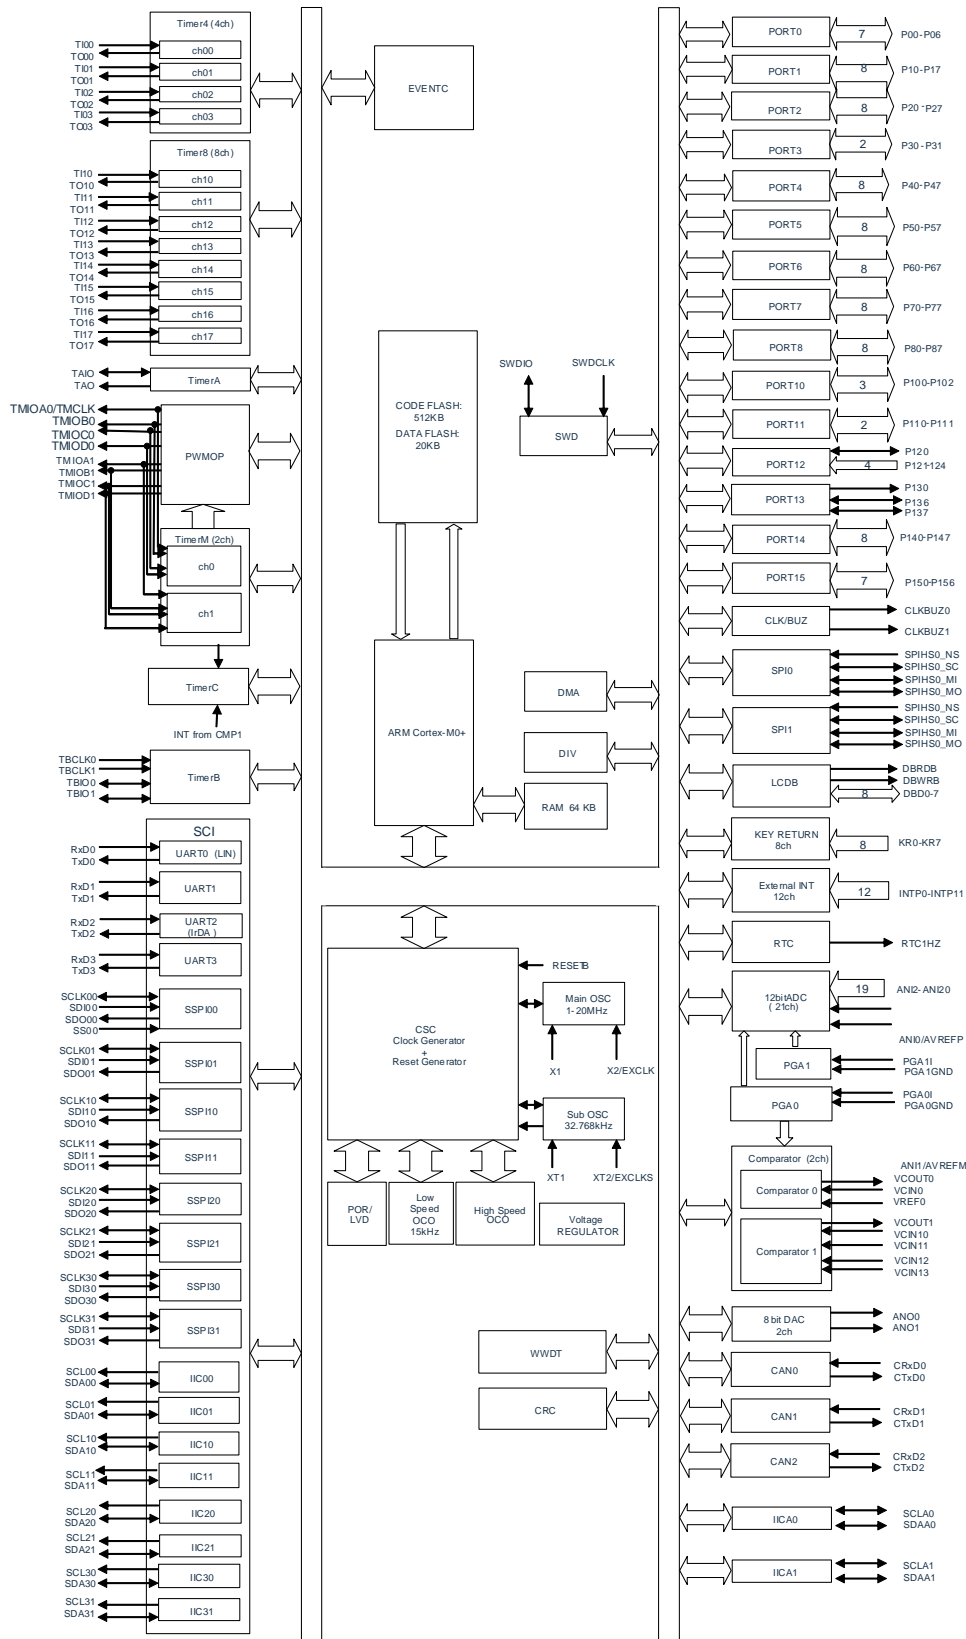 Timer4 (4ch)
TI00
TO00
ch00
TI01
TO01
ch01
TI02
TO02
ch02
TI03
TO03
ch03
Timer8 (8ch)
TI10
TO10
ch10
TI11
TO11
ch11
TI12
TO12
ch12
TI13
TO13
ch13
TI14
TO14
ch14
TI15
TO15
ch15
TI16
TO16
ch16
TI17
TO17
ch17
TAIO
TAO
TimerA
TMIOA0/TMCLK
TMIOB0
TMIOC0
TMIOD0
TMIOA1
TMIOB1
TMIOC1
TMIOD1
PWMOP
TimerM (2ch)
ch0
ch1
TimerC
INT from CMP1
TBCLK0
TBCLK1
TBIO0
TBIO1
TimerB
SCI
RxD0
TxD0
UART0 (LIN)
RxD1
TxD1
UART1
RxD2
TxD2
UART2
(IrDA )
RxD3
TxD3
UART3
SCLK00
SDI00
SDO00
SS00
SSPI00
SCLK01
SDI01
SDO01
SSPI01
SCLK10
SDI10
SDO10
SSPI10
SCLK11
SDI11
SDO11
SSPI11
SCLK20
SDI20
SDO20
SSPI20
SCLK21
SDI21
SDO21
SSPI21
SCLK30
SDI30
SDO30
SSPI30
SCLK31
SDI31
SDO31
SSPI31
SCL00
SDA00
IIC00
SCL01
SDA01
IIC01
SCL10
SDA10
IIC10
SCL11
SDA11
IIC11
SCL20
SDA20
IIC20
SCL21
SDA21
IIC21
SCL30
SDA30
IIC30
SCL31
SDA31
IIC31
EVENTC
CODE FLASH:
512KB
DATA FLASH:
20KB
SWDIO
SWDCLK
SWD
ARM Cortex-M0+
DMA
DIV
RAM 64 KB
CSC
Clock Generator
+
Reset Generator
RESETB
Main OSC
1-20MHz
X1
X2/EXCLK
Sub OSC
32.768kHz
XT1
XT2/EXCLKS
POR/
LVD
Low
Speed
OCO
15kHz
High Speed
OCO
Voltage
REGULATOR
WWDT
CRC
PORT0
7
P00-P06
PORT1
8
P10-P17
PORT2
8
P20-P27
PORT3
2
P30-P31
PORT4
8
P40-P47
PORT5
8
P50-P57
PORT6
8
P60-P67
PORT7
8
P70-P77
PORT8
8
P80-P87
PORT10
3
P100-P102
PORT11
2
P110-P111
PORT12
P120
4
P121-124
PORT13
P130
P136
P137
PORT14
8
P140-P147
PORT15
7
P150-P156
CLK/BUZ
CLKBUZ0
CLKBUZ1
SPI0
SPIHS0_NS
SPIHS0_SC
SPIHS0_MI
SPIHS0_MO
SPI1
SPIHS0_NS
SPIHS0_SC
SPIHS0_MI
SPIHS0_MO
LCDB
DBRDB
DBWRB
8
DBD0-7
KEY RETURN
8ch
8
KR0-KR7
External INT
12ch
12
INTP0-INTP11
RTC
RTC1HZ
12bitADC
( 21ch)
19
ANI2-ANI20
ANI0/AVREFP
PGA1
PGA1I
PGA1GND
PGA0
PGA0I
PGA0GND
Comparator (2ch)
ANI1/AVREFM
Comparator 0
VCOUT0
VCIN0
VREF0
Comparator 1
VCOUT1
VCIN10
VCIN11
VCIN12
VCIN13
8 bit DAC
2ch
ANO0
ANO1
CAN0
CRxD0
CTxD0
CAN1
CRxD1
CTxD1
CAN2
CRxD2
CTxD2
IICA0
SCLA0
SDAA0
IICA1
SCLA1
SDAA1